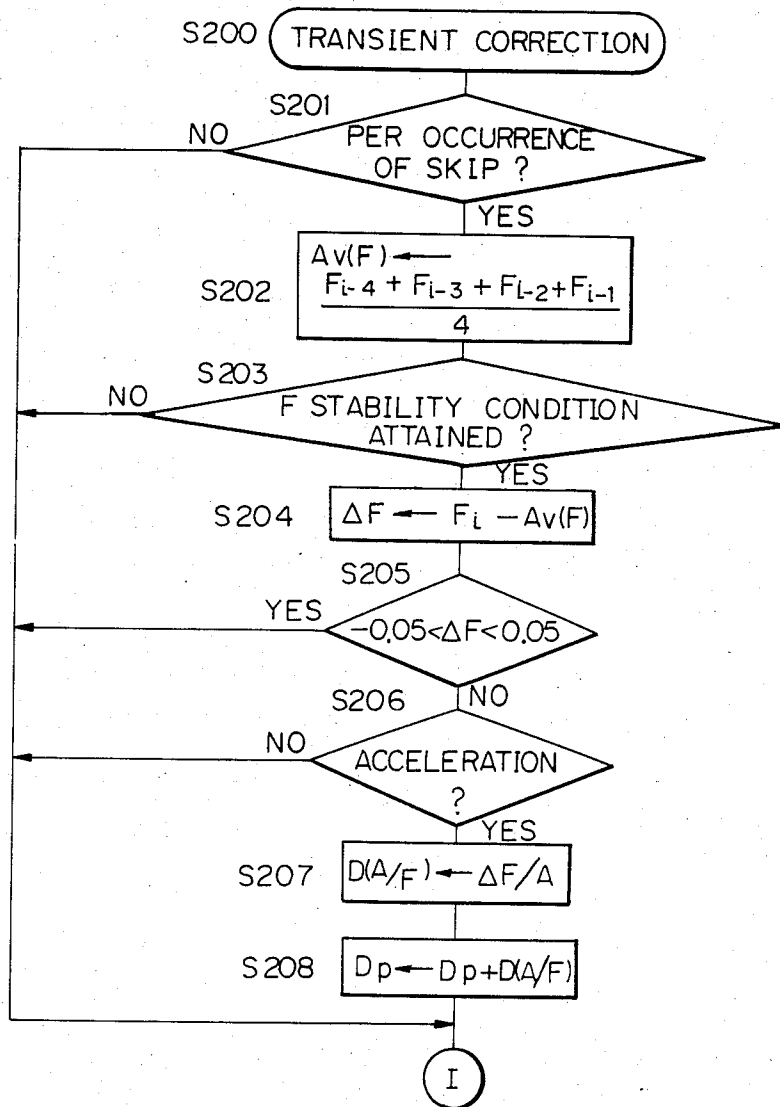 S200 TRANSIENT CORRECTION
S201
NO
PER OCCURRENCE
OF SKIP ?
YES
S202
Av(F) ←
Fi-4 + Fi-3 + Fi-2 + Fi-1
4
S203
NO
F STABILITY CONDITION
ATTAINED ?
YES
S204 ΔF ← Fi − Av(F)
S205
YES
−0.05<ΔF<0.05
NO
S206
NO
ACCELERATION
?
YES
S207 D(A/F) ← ΔF/A
S208 Dp ← Dp+D(A/F)
I